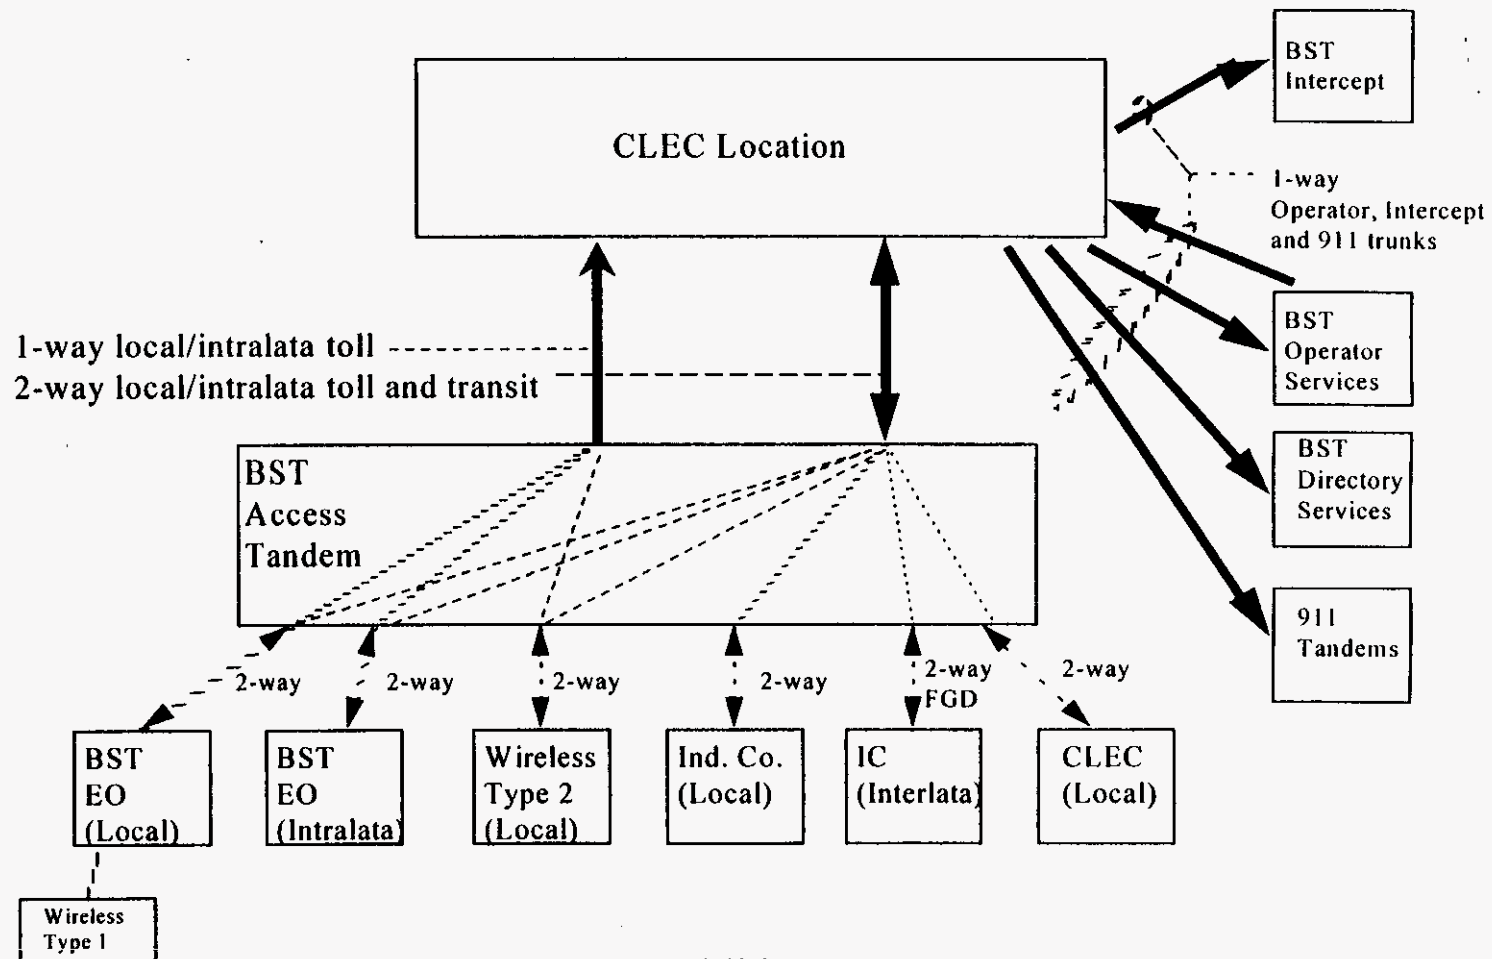 BST
Intercept
CLEC Location
1-way
Operator, Intercept
and 911 trunks
BST
Operator
Services
1-way local/intralata toll
2-way local/intralata toll and transit
BST
Access
Tandem
BST
Directory
Services
911
Tandems
2-way
2-way
2-way
2-way
2-way
FGD
2-way
BST
EO
(Local)
BST
EO
(Intralata)
Wireless
Type 2
(Local)
Ind. Co.
(Local)
IC
(Interlata)
CLEC
(Local)
Wireless
Type 1